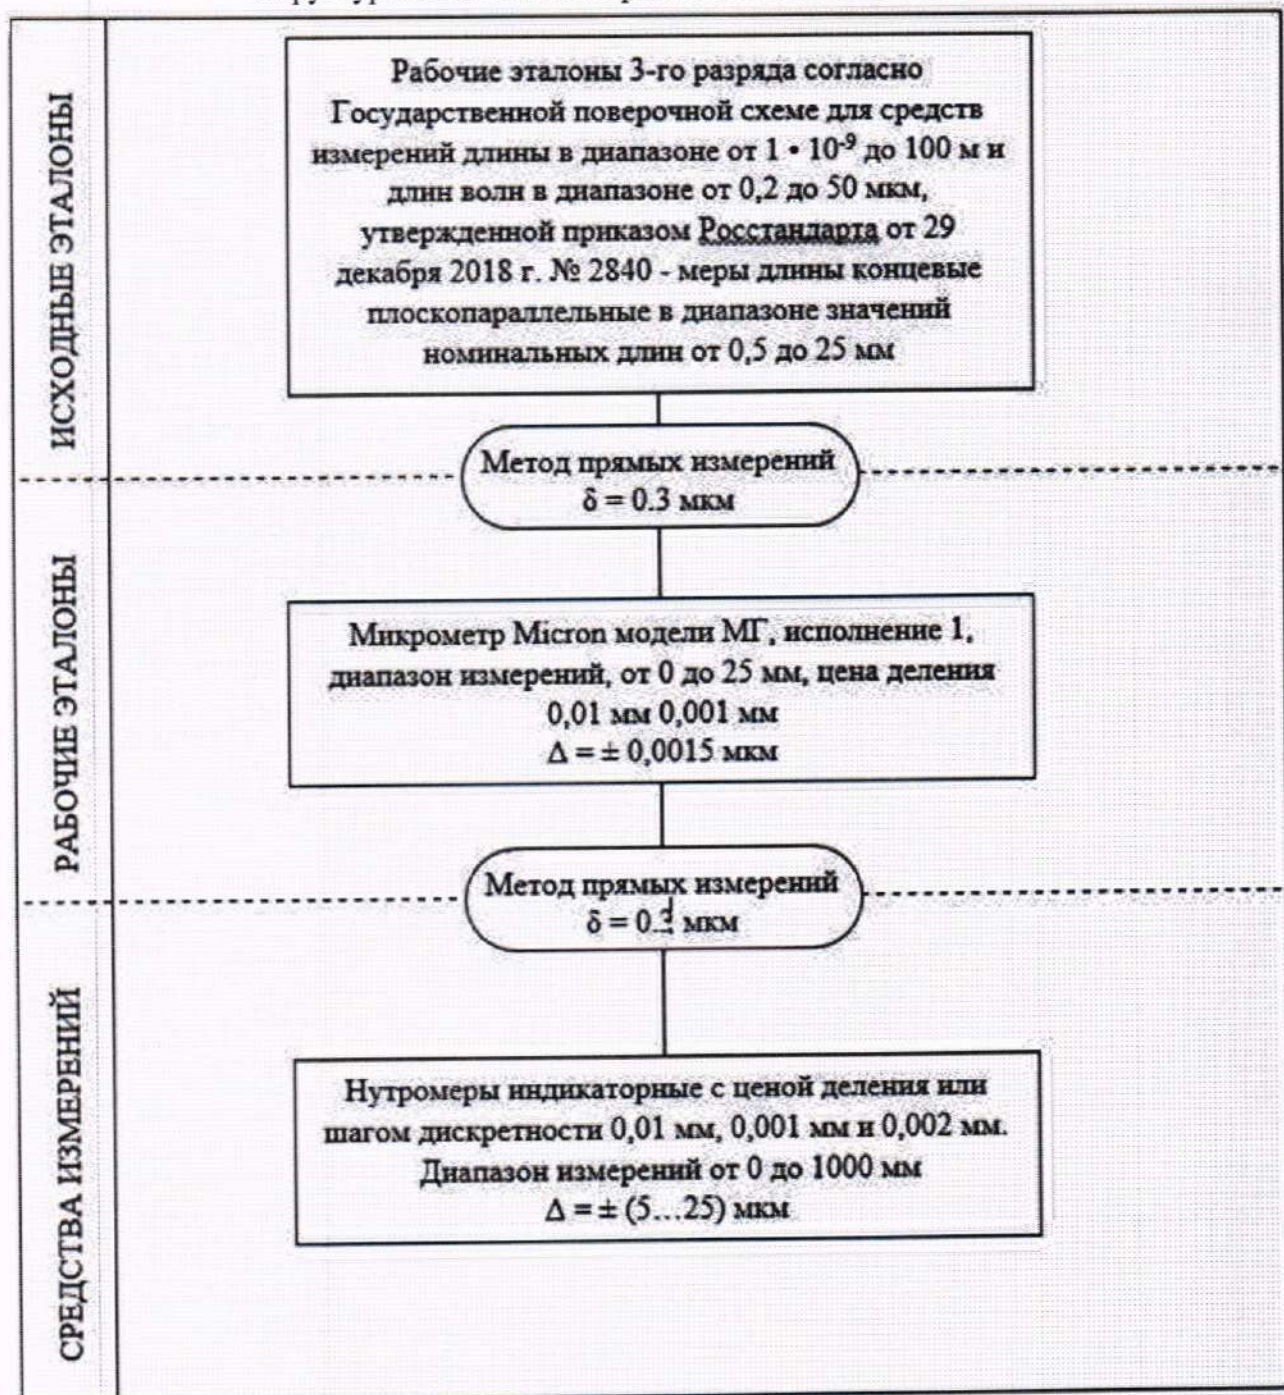 ИСХОДНЫЕ ЭТАЛОНЫ
Рабочие эталоны 3-го разряда согласно
Государственной поверочной схеме для средств
измерений длины в диапазоне от 1 • 10⁻⁹ до 100 м и
длин волн в диапазоне от 0,2 до 50 мкм,
утвержденной приказом Росстандарта от 29
декабря 2018 г. № 2840 - меры длины концевые
плоскопараллельные в диапазоне значений
номинальных длин от 0,5 до 25 мм
Метод прямых измерений
δ = 0.3 мкм
РАБОЧИЕ ЭТАЛОНЫ
Микрометр Micron модели МГ, исполнение 1,
диапазон измерений, от 0 до 25 мм, цена деления
0,01 мм 0,001 мм
Δ = ± 0,0015 мкм
Метод прямых измерений
δ = мкм
СРЕДСТВА ИЗМЕРЕНИЙ
Нутромеры индикаторные с ценой деления или
шагом дискретности 0,01 мм, 0,001 мм и 0,002 мм.
Диапазон измерений от 0 до 1000 мм
Δ = ± (5...25) мкм